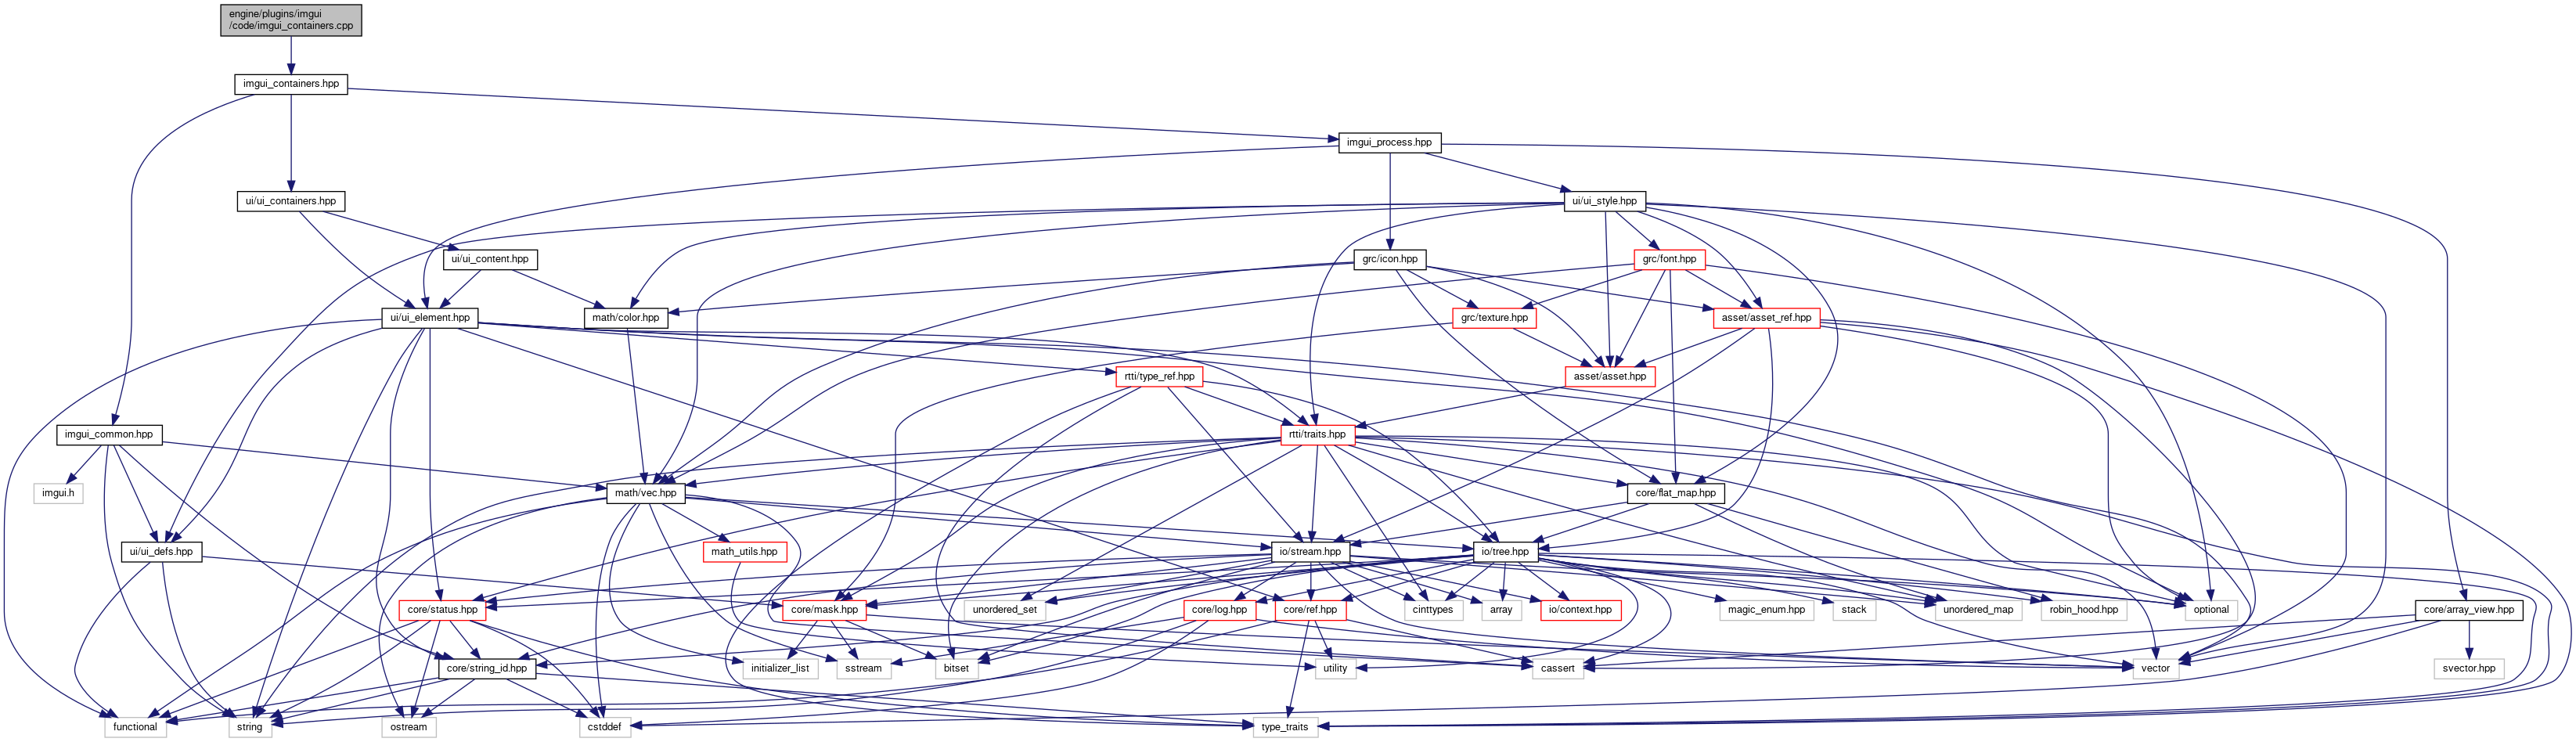 engine/plugins/imgui
/code/imgui_containers.cpp
imgui_containers.hpp
imgui_process.hpp
ui/ui_containers.hpp
ui/ui_style.hpp
ui/ui_content.hpp
grc/icon.hpp
grc/font.hpp
ui/ui_element.hpp
math/color.hpp
grc/texture.hpp
asset/asset_ref.hpp
rtti/type_ref.hpp
asset/asset.hpp
imgui_common.hpp
rtti/traits.hpp
imgui.h
math/vec.hpp
core/flat_map.hpp
ui/ui_defs.hpp
math_utils.hpp
io/stream.hpp
io/tree.hpp
core/status.hpp
core/mask.hpp
unordered_set
core/log.hpp
core/ref.hpp
cinttypes
array
io/context.hpp
magic_enum.hpp
stack
unordered_map
robin_hood.hpp
optional
core/array_view.hpp
core/string_id.hpp
initializer_list
sstream
bitset
utility
cassert
vector
svector.hpp
functional
string
ostream
cstddef
type_traits